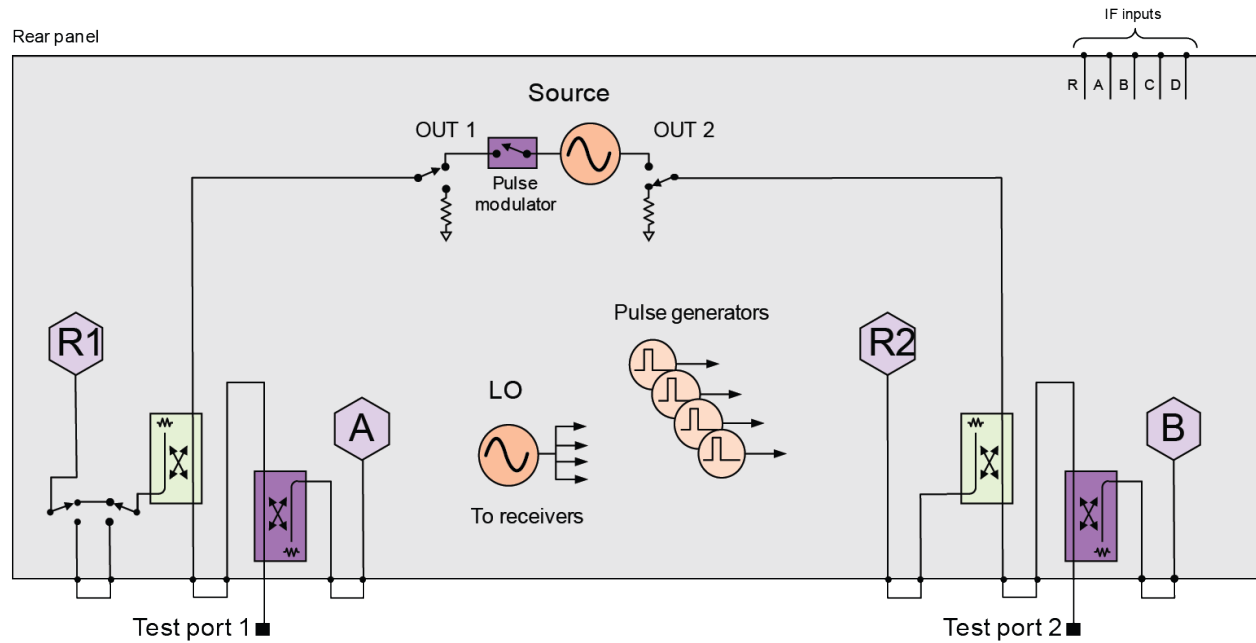 IF inputs
Rear panel
R A B C D
Source
OUT 1
OUT 2
Pulse
modulator
Pulse generators
R1
R2
LO
A
B
To receivers
Test port 1
Test port 2